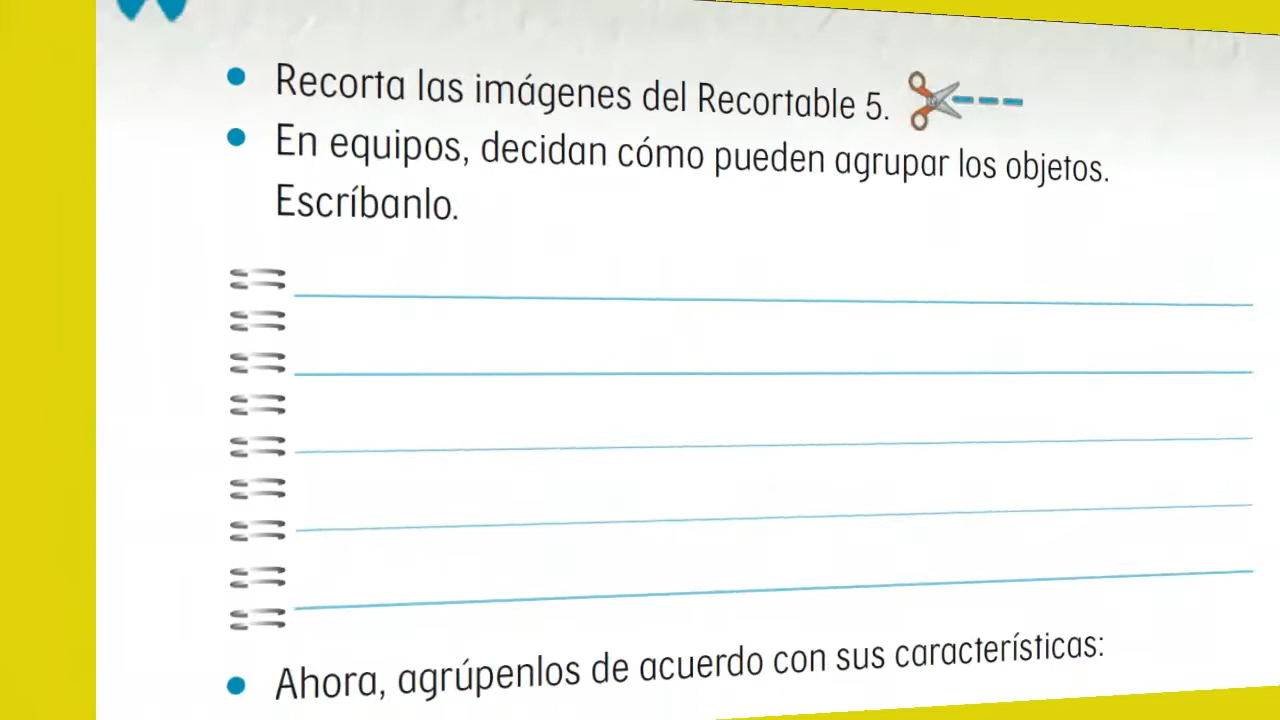 Recorta las imágenes del Recortable 5.
En equipos, decidan cómo pueden agrupar los objetos.
Escríbanlo.
Ahora, agrúpenlos de acuerdo con sus características: